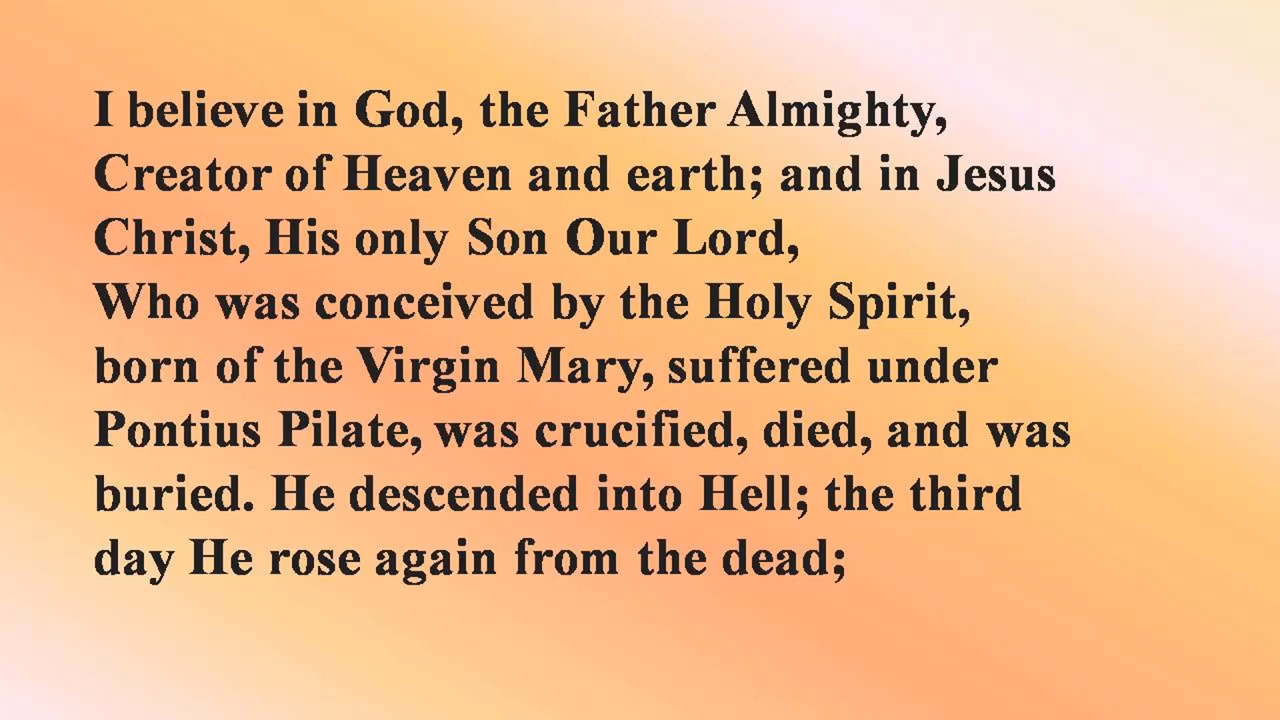 I believe in God, the Father Almighty,
Creator of Heaven and earth; and in Jesus
Christ, His only Son Our Lord,
Who was conceived by the Holy Spirit,
born of the Virgin Mary, suffered under
Pontius Pilate, was crucified, died, and was
buried. He descended into Hell; the third
day He rose again from the dead;